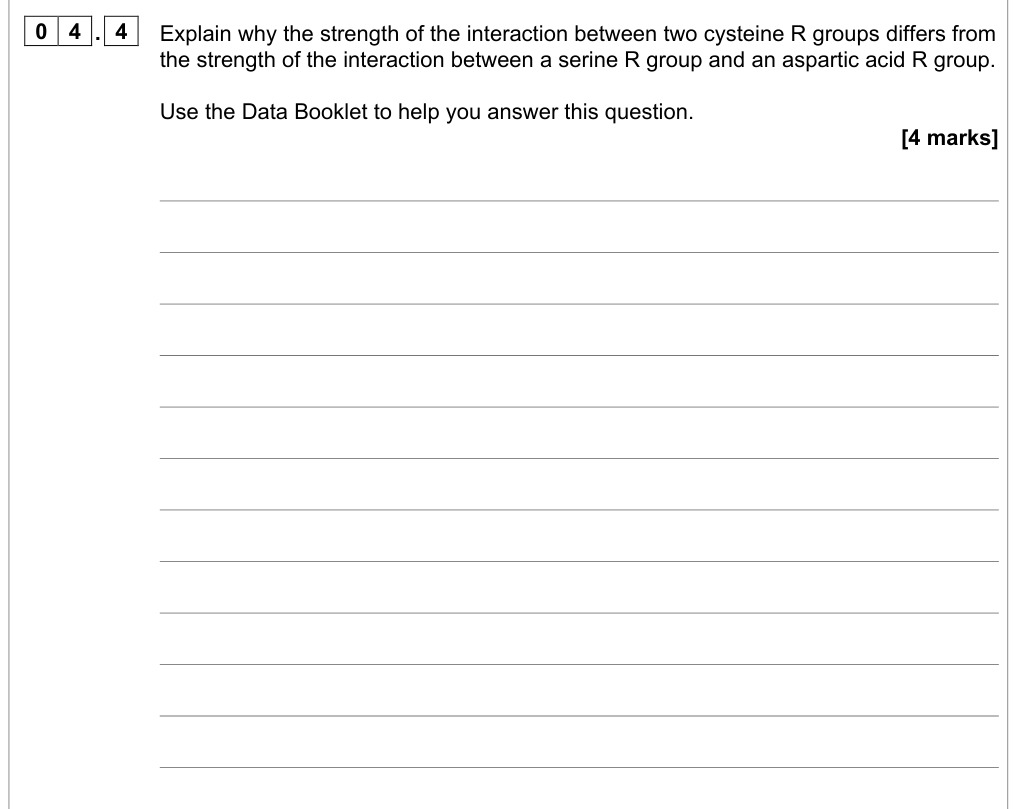 0 4 . 4 Explain why the strength of the interaction between two cysteine R groups differs from
the strength of the interaction between a serine R group and an aspartic acid R group.
Use the Data Booklet to help you answer this question.
[4 marks]